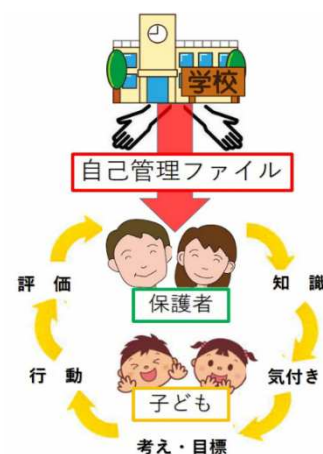 学校
自己管理ファイル
評 価
知 識
保護者
行 動
気付き
子ども
考え・目標